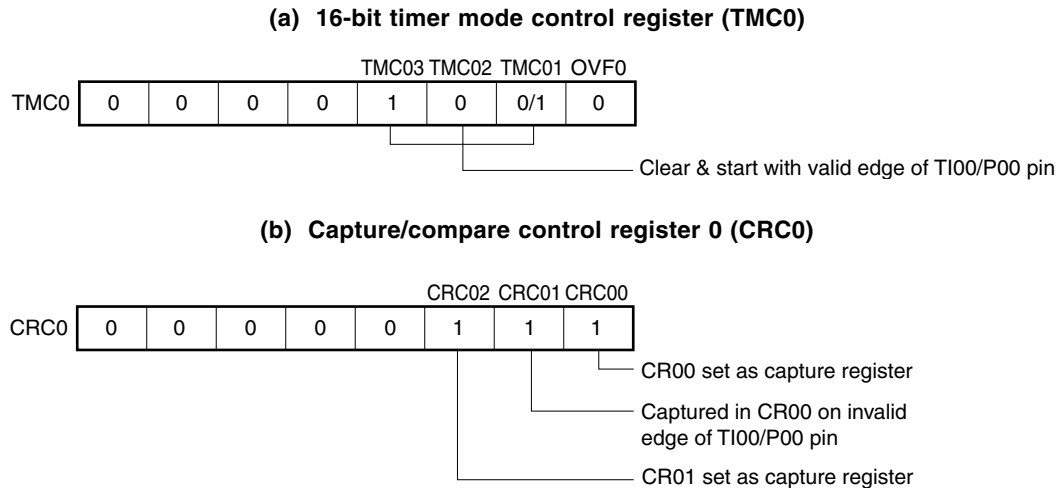 (a) 16-bit timer mode control register (TMC0)
TMC03 TMC02 TMC01 OVF0
TMC0 0 0 0 0 1 0 0/1 0
Clear & start with valid edge of TI00/P00 pin
(b) Capture/compare control register 0 (CRC0)
CRC02 CRC01 CRC00
CRC0 0 0 0 0 0 1 1 1
CR00 set as capture register
Captured in CR00 on invalid
edge of TI00/P00 pin
CR01 set as capture register